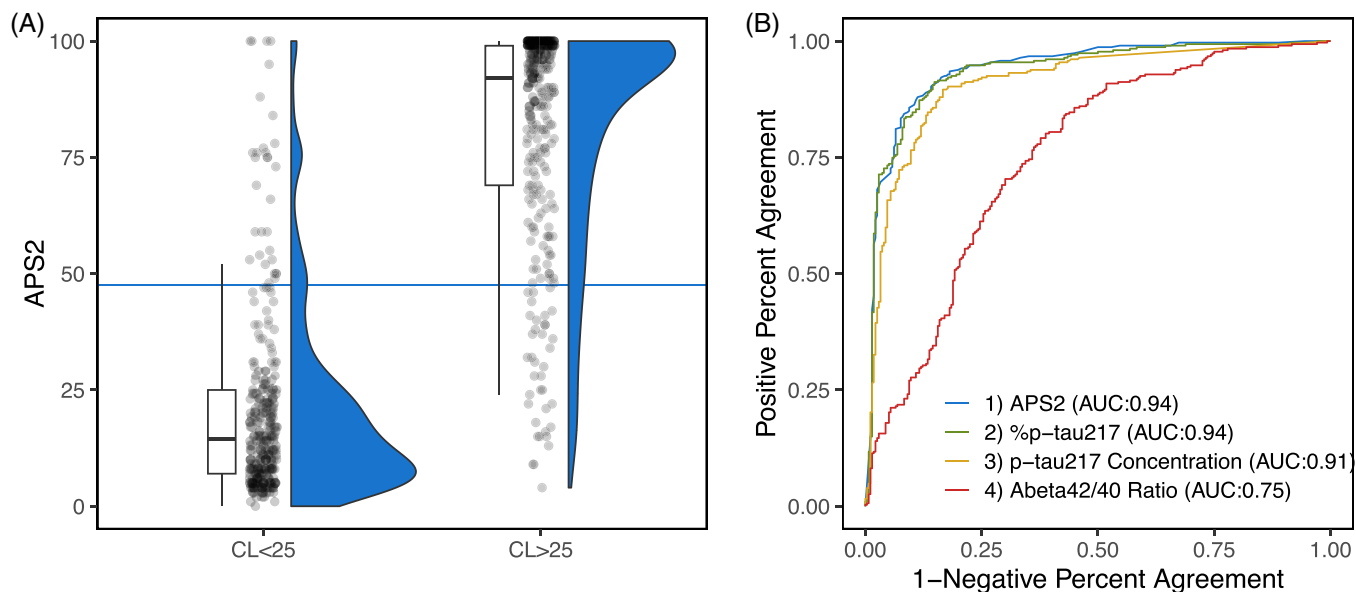 (A)
APS2
100
75
50
25
0
CL<25
CL>25
(B)
Positive Percent Agreement
1.00
0.75
0.50
0.25
0.00
1) APS2 (AUC:0.94)
2) %p−tau217 (AUC:0.94)
3) p−tau217 Concentration (AUC:0.91)
4) Abeta42/40 Ratio (AUC:0.75)
0.00 0.25 0.50 0.75 1.00
1−Negative Percent Agreement